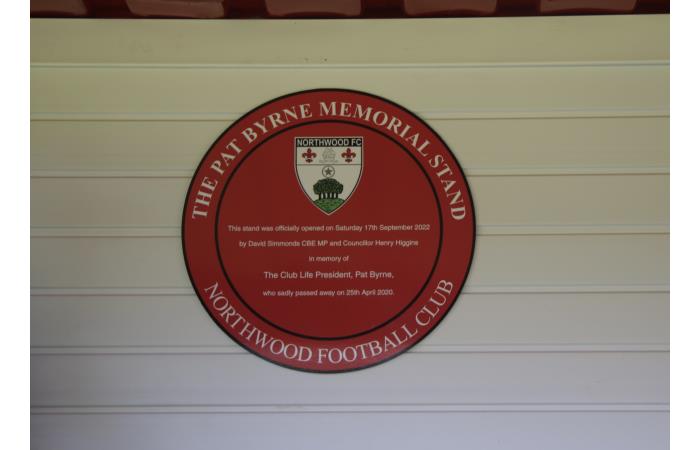 THE PAT BYRNE MEMORIAL STAND
NORTHWOOD FC
This stand was officially opened on Saturday 17th September 2022
by David Simmonds CBE MP and Councillor Henry Higgins
in memory of
The Club Life President, Pat Byrne,
who sadly passed away on 25th April 2020.
NORTHWOOD FOOTBALL CLUB